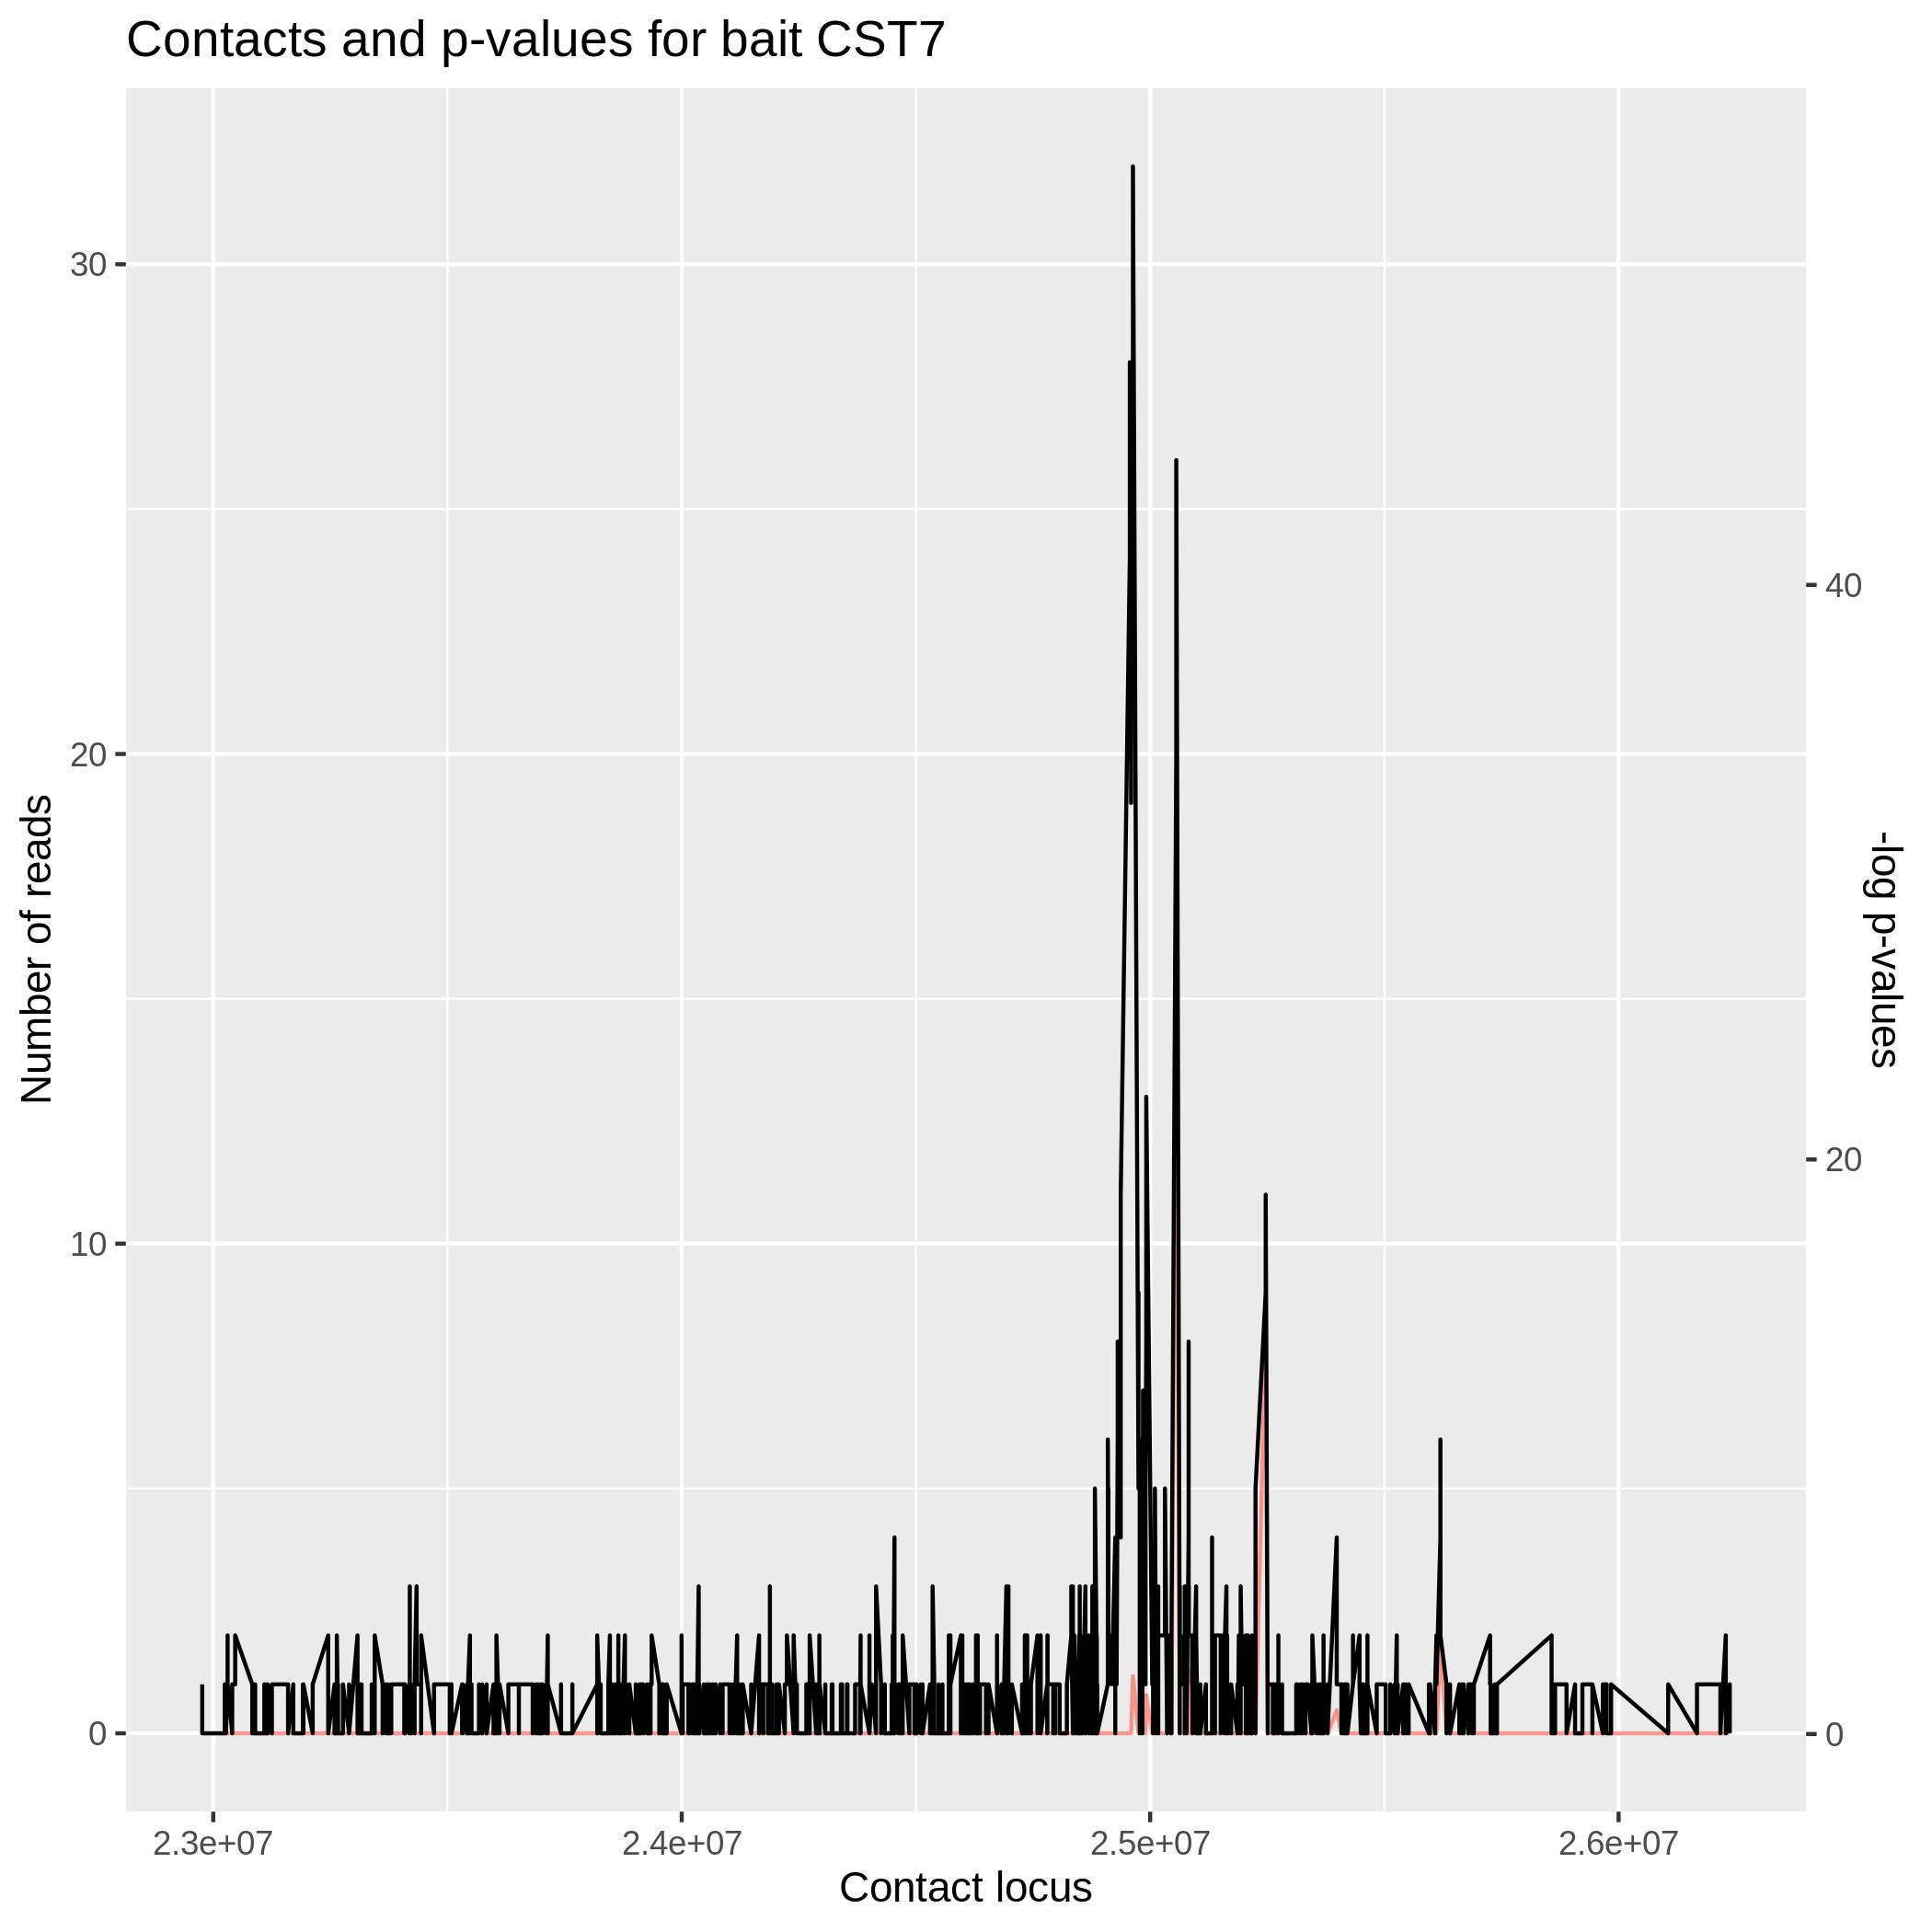 Contacts and p-values for bait CST7
30
20
10
0
Number of reads
40
20
0
-log p-values
2.3e+07
2.4e+07
2.5e+07
2.6e+07
Contact locus